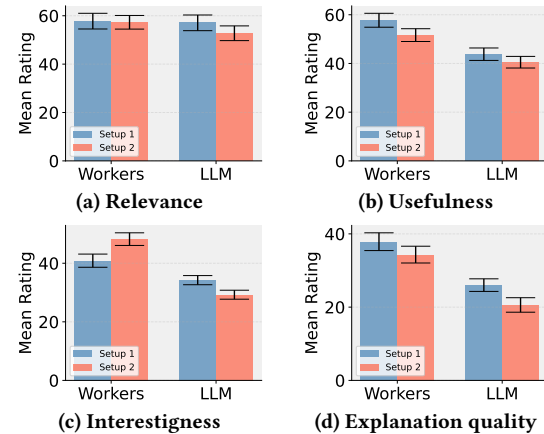 60
40
20
0
Mean Rating
Setup 1
Setup 2
Workers
LLM
(a) Relevance
60
40
20
0
Mean Rating
Setup 1
Setup 2
Workers
LLM
(b) Usefulness
40
20
0
Mean Rating
Setup 1
Setup 2
Workers
LLM
(c) Interestigness
40
20
0
Mean Rating
Setup 1
Setup 2
Workers
LLM
(d) Explanation quality